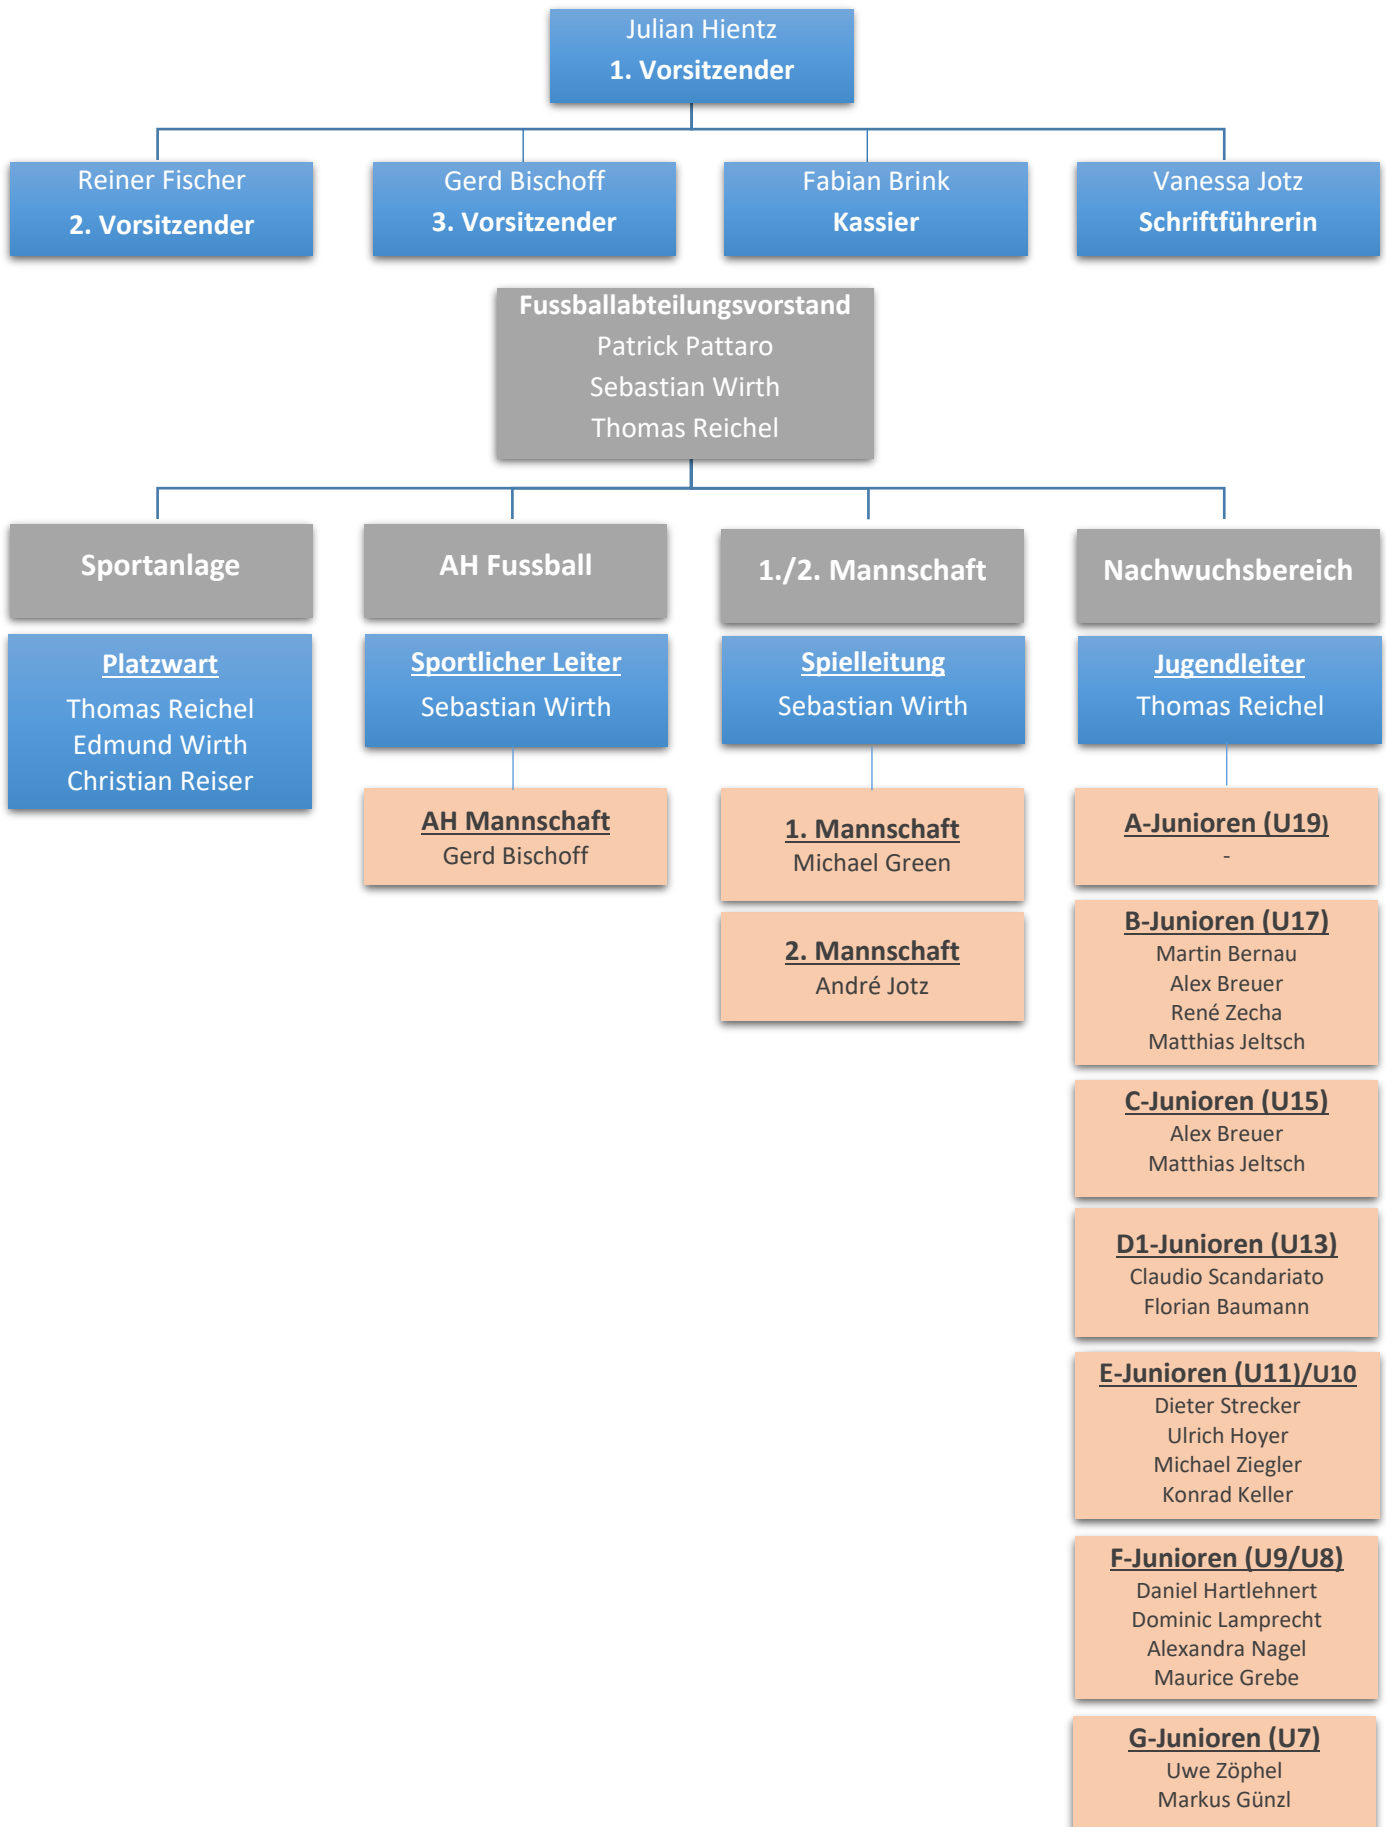 Julian Hientz
1. Vorsitzender
Reiner Fischer
2. Vorsitzender
Gerd Bischoff
3. Vorsitzender
Fabian Brink
Kassier
Vanessa Jotz
Schriftführerin
Fussballabteilungsvorstand
Patrick Pattaro
Sebastian Wirth
Thomas Reichel
Sportanlage
Platzwart
Thomas Reichel
Edmund Wirth
Christian Reiser
AH Fussball
Sportlicher Leiter
Sebastian Wirth
AH Mannschaft
Gerd Bischoff
1./2. Mannschaft
Spielleitung
Sebastian Wirth
1. Mannschaft
Michael Green
2. Mannschaft
André Jotz
Nachwuchsbereich
Jugendleiter
Thomas Reichel
A-Junioren (U19)
-
B-Junioren (U17)
Martin Bernau
Alex Breuer
René Zecha
Matthias Jeltsch
C-Junioren (U15)
Alex Breuer
Matthias Jeltsch
D1-Junioren (U13)
Claudio Scandariato
Florian Baumann
E-Junioren (U11)/U10
Dieter Strecker
Ulrich Hoyer
Michael Ziegler
Konrad Keller
F-Junioren (U9/U8)
Daniel Hartlehnert
Dominic Lamprecht
Alexandra Nagel
Maurice Grebe
G-Junioren (U7)
Uwe Zöphel
Markus Günzl